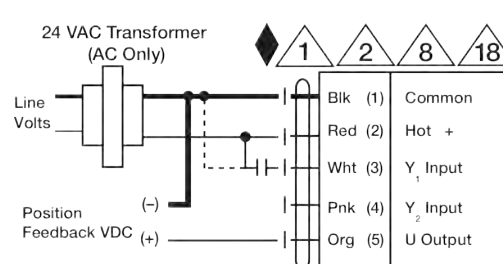 24 VAC Transformer
(AC Only)
1 2 8 18
Line
Volts
Blk (1) Common
Red (2) Hot +
Wht (3) Y1 Input
Pnk (4) Y2 Input
Org (5) U Output
Position
Feedback VDC
(–)
(+)